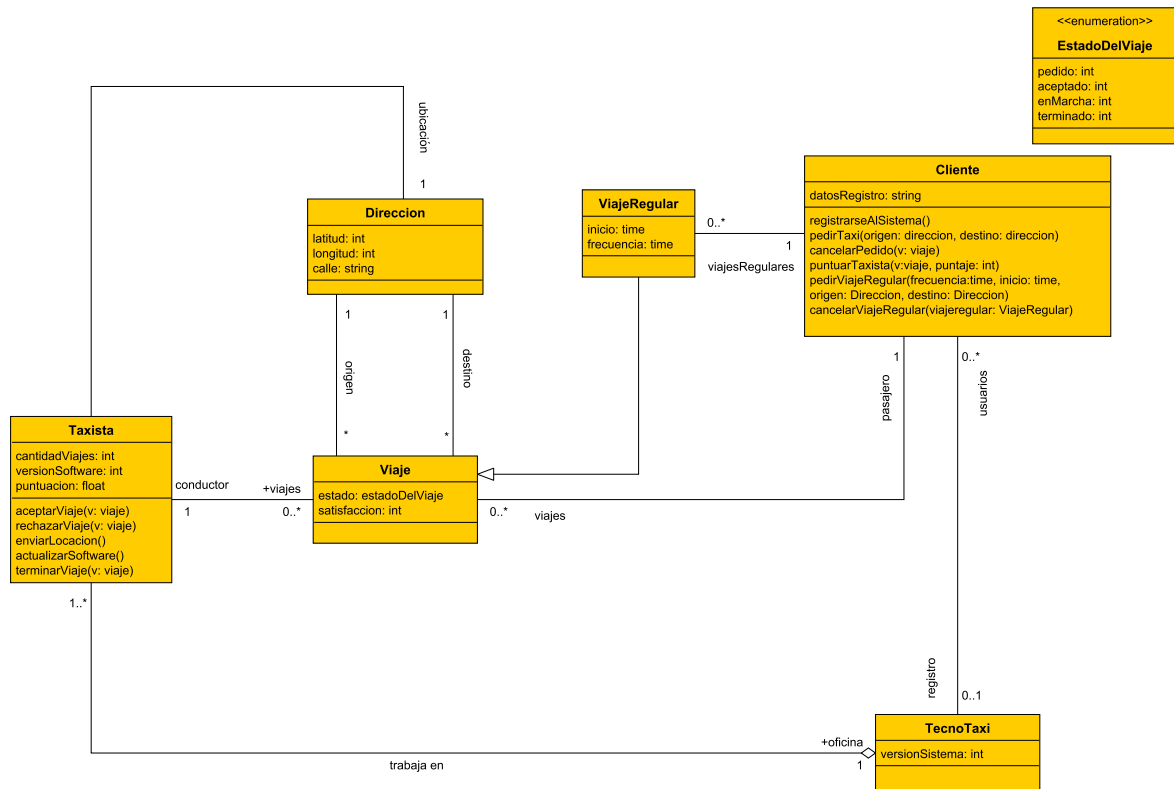 <<enumeration>>
EstadoDelViaje
pedido: int
aceptado: int
enMarcha: int
terminado: int
ubicación
1
Direccion
latitud: int
longitud: int
calle: string
ViajeRegular
inicio: time
frecuencia: time
0..*
1
viajesRegulares
Cliente
datosRegistro: string
registrarseAlSistema()
pedirTaxi(origen: direccion, destino: direccion)
cancelarPedido(v: viaje)
puntuarTaxista(v:viaje, puntaje: int)
pedirViajeRegular(frecuencia:time, inicio: time,
origen: Direccion, destino: Direccion)
cancelarViajeRegular(viajeregular: ViajeRegular)
1
1
origen
destino
*
*
1
pasajero
0..*
usuarios
Taxista
cantidadViajes: int
versionSoftware: int
puntuacion: float
aceptarViaje(v: viaje)
rechazarViaje(v: viaje)
enviarLocacion()
actualizarSoftware()
terminarViaje(v: viaje)
conductor
1
+viajes
0..*
Viaje
estado: estadoDelViaje
satisfaccion: int
0..*
viajes
1..*
trabaja en
+oficina
1
registro
0..1
TecnoTaxi
versionSistema: int